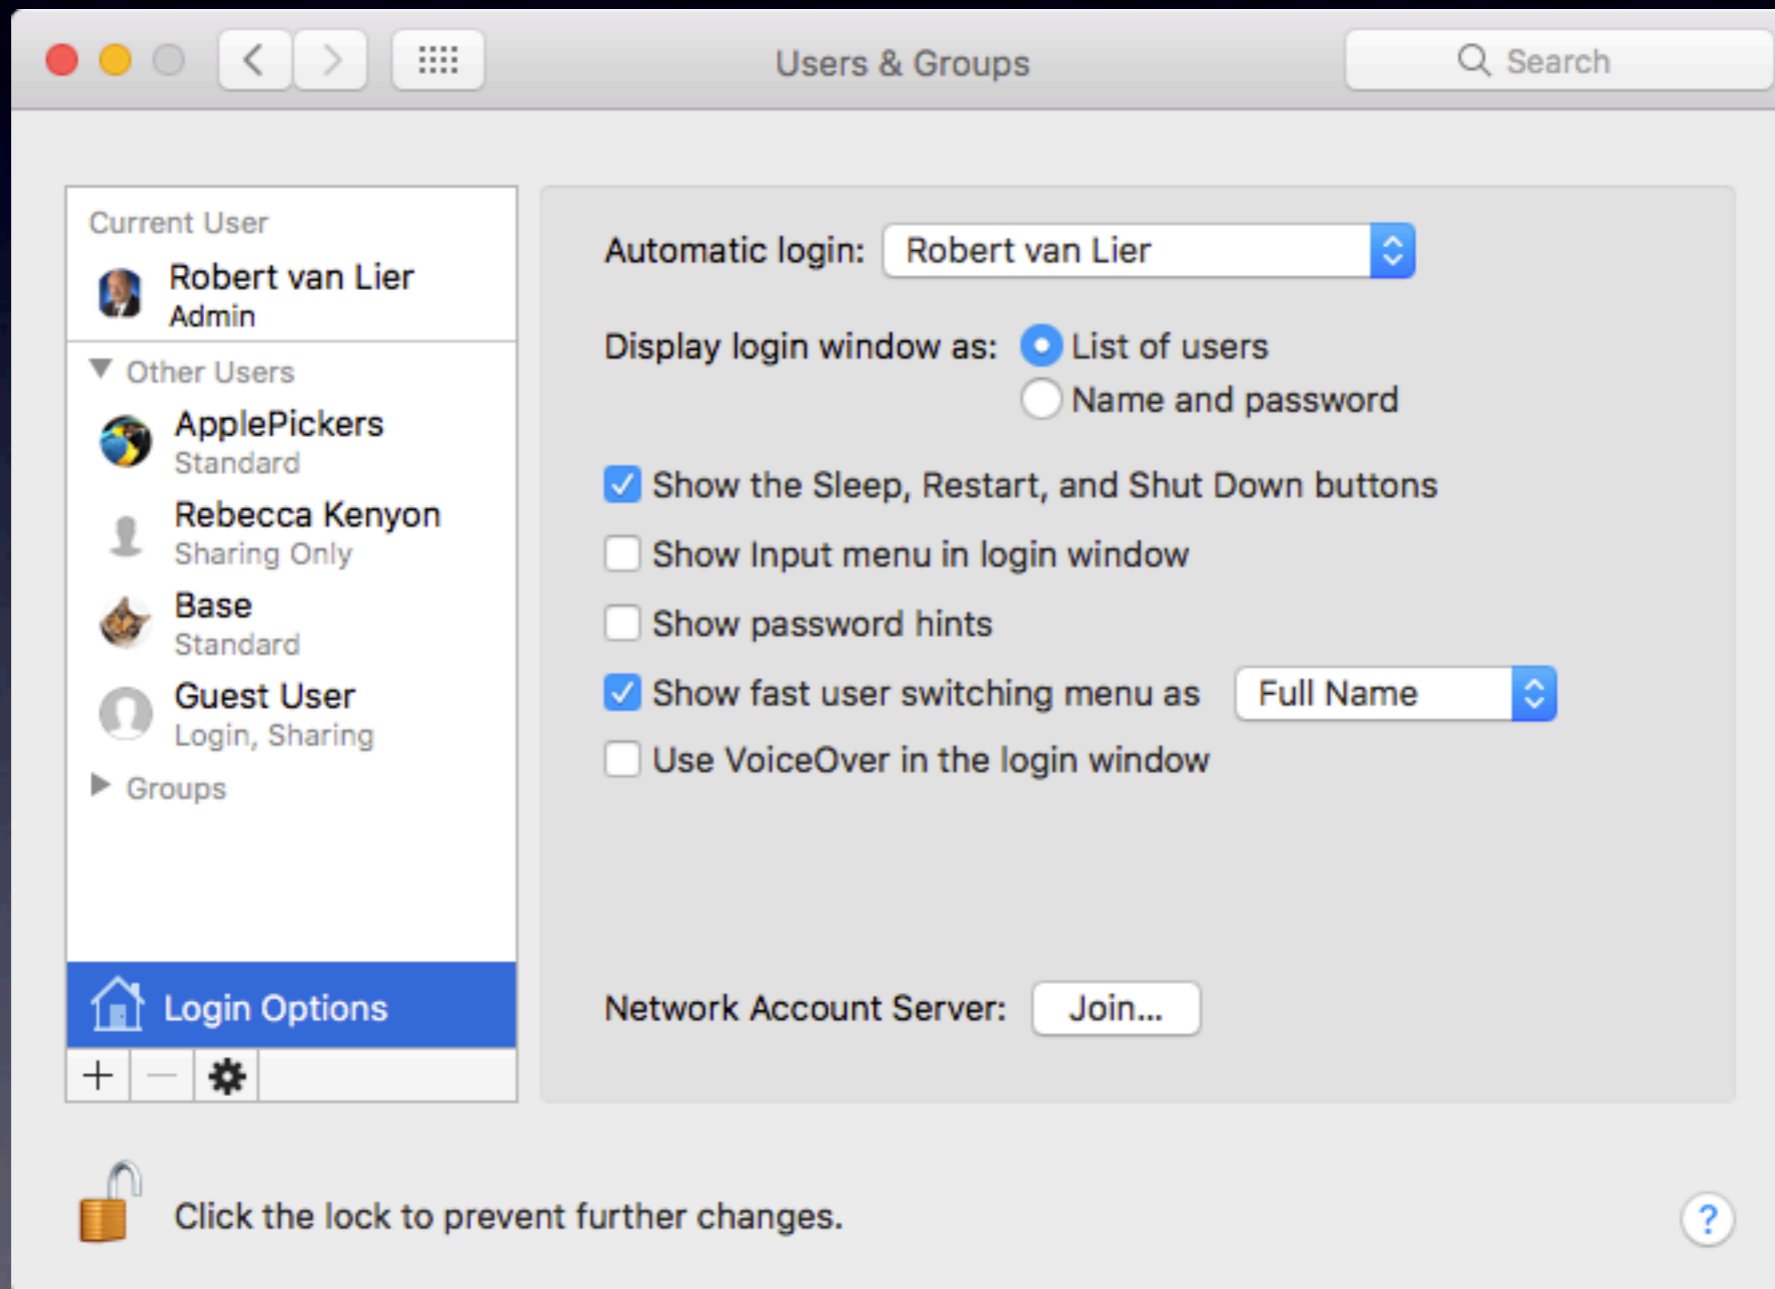 Users & Groups
Search
Current User
Robert van Lier
Admin
Other Users
ApplePickers
Standard
Rebecca Kenyon
Sharing Only
Base
Standard
Guest User
Login, Sharing
Groups
Login Options
Automatic login: Robert van Lier
Display login window as: List of users
Name and password
Show the Sleep, Restart, and Shut Down buttons
Show Input menu in login window
Show password hints
Show fast user switching menu as Full Name
Use VoiceOver in the login window
Network Account Server: Join...
Click the lock to prevent further changes.
?